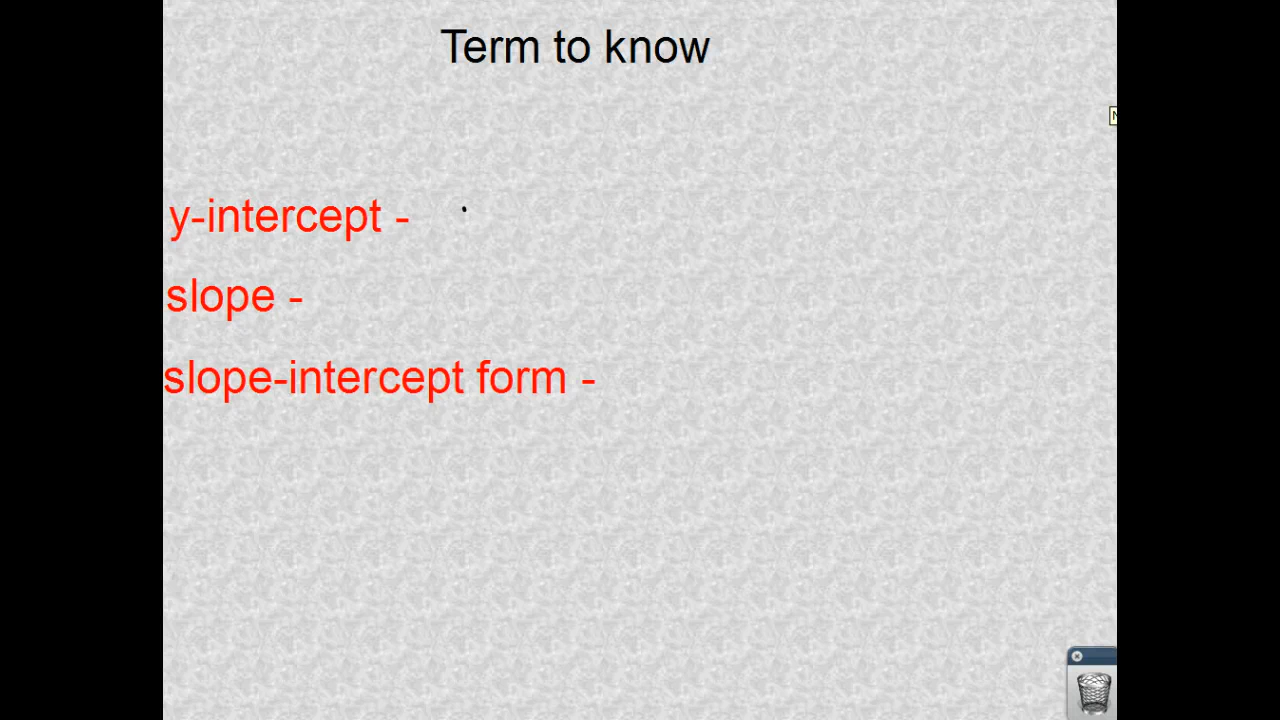 Term to know
N
y-intercept -
slope -
slope-intercept form -